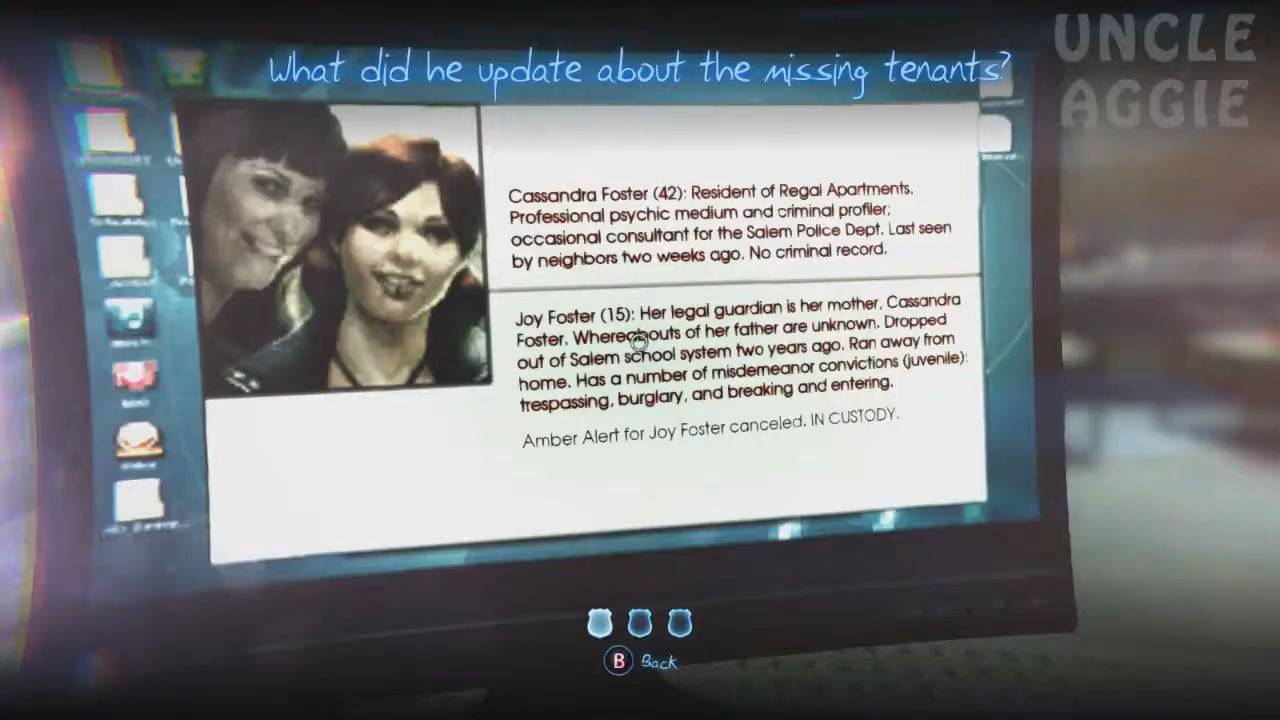 UNCLE
AGGIE
What did he update about the missing tenants?
Cassandra Foster (42): Resident of Regal Apartments.
Professional psychic medium and criminal profiler;
occasional consultant for the Salem Police Dept. Last seen
by neighbors two weeks ago. No criminal record.
Joy Foster (15): Her legal guardian is her mother, Cassandra
Foster. Whereabouts of her father are unknown. Dropped
out of Salem school system two years ago. Ran away from
home. Has a number of misdemeanor convictions (juvenile):
trespassing, burglary, and breaking and entering.
Amber Alert for Joy Foster canceled. IN CUSTODY.
B Back